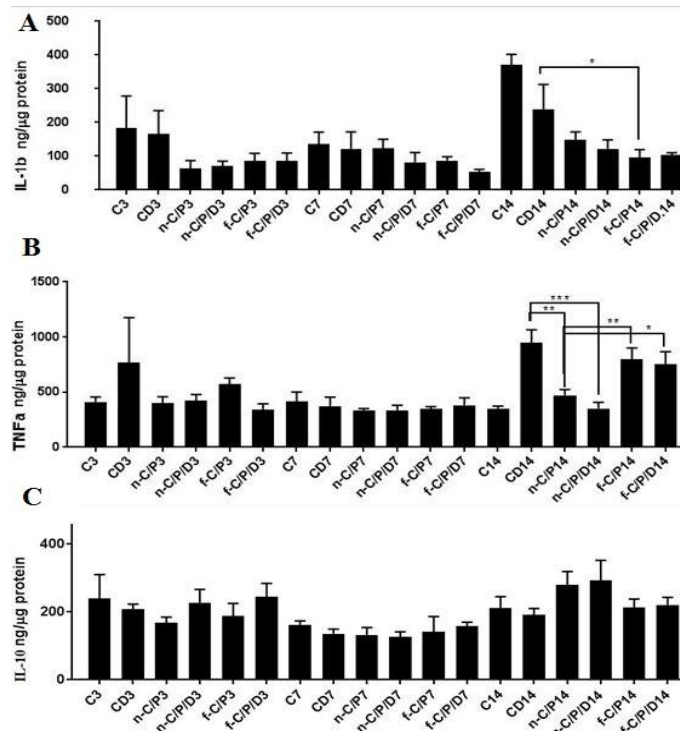 A
IL-1b ng/µg protein
500
400
300
200
100
0
*
C3 CD3 n-C/P3 n-C/P/D3 f-C/P3 f-C/P/D3 C7 CD7 n-C/P7 n-C/P/D7 f-C/P7 f-C/P/D7 C14 CD14 n-C/P14 n-C/P/D14 f-C/P14 f-C/P/D.14
B
TNFa ng/µg protein
1500
1000
500
0
***
** ** *
C3 CD3 n-C/P3 n-C/P/D3 f-C/P3 f-C/P/D3 C7 CD7 n-C/P7 n-C/P/D7 f-C/P7 f-C/P/D7 C14 CD14 n-C/P14 n-C/P/D14 f-C/P14 f-C/P/D14
C
IL-10 ng/µg protein
400
200
0
C3 CD3 n-C/P3 n-C/P/D3 f-C/P3 f-C/P/D3 C7 CD7 n-C/P7 n-C/P/D7 f-C/P7 f-C/P/D7 C14 CD14 n-C/P14 n-C/P/D14 f-C/P14 f-C/P/D14